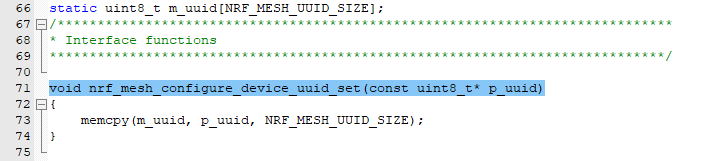 66 static uint8_t m_uuid[NRF_MESH_UUID_SIZE];
67 /*****************************************************************************
68 * Interface functions
69 *****************************************************************************/
70
71 void nrf_mesh_configure_device_uuid_set(const uint8_t* p_uuid)
72 {
73     memcpy(m_uuid, p_uuid, NRF_MESH_UUID_SIZE);
74 }
75